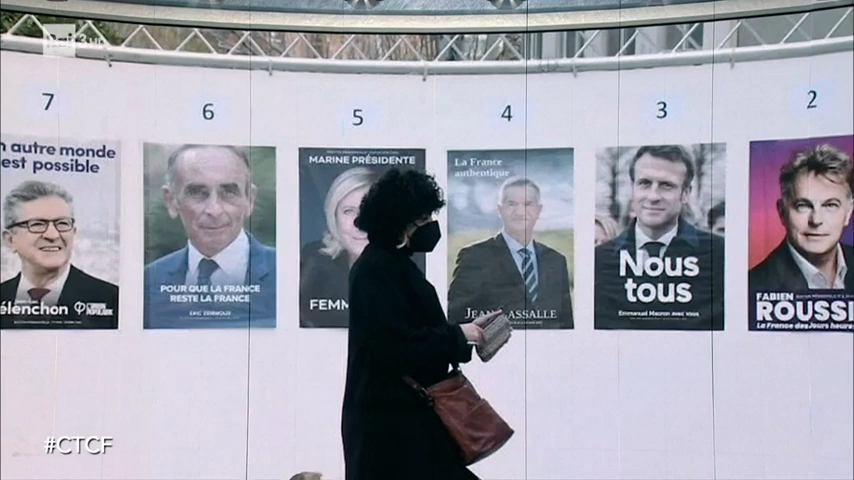 7
6
5
4
3
2
n autre monde
est possible
élenchon
POUR QUE LA FRANCE
RESTE LA FRANCE
ERIC ZEMMOUR
MARINE PRÉSIDENTE
FEMM
La France
authentique
JEAN LASSALLE
Nous
tous
Emmanuel Macron avec vous
FABIEN
ROUSSE
La France des Jours heure
#CTCF